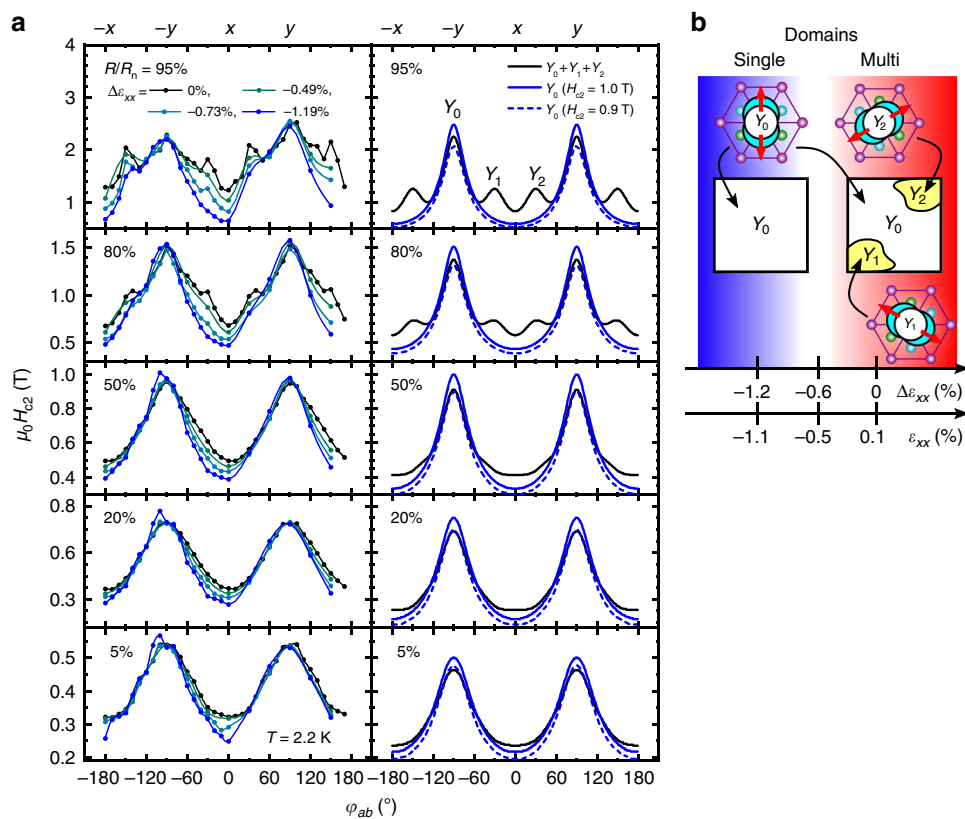 a
−x −y x y
−x −y x y
4
3
2
1
R/Rn = 95%
Δεxx= 0%, −0.49%,
−0.73%, −1.19%
95%
Y0 + Y1 + Y2
Y0 (Hc2 = 1.0 T)
Y0 (Hc2 = 0.9 T)
Y0
Y1 Y2
1.5
1.0
0.5
80%
80%
μ0Hc2 (T)
1.0
0.8
0.6
0.4
50%
50%
0.8
0.6
0.3
20%
20%
0.5
0.4
0.3
0.2
5%
T = 2.2 K
5%
−180 −120 −60 0 60 120 −180 −120 −60 0 60 120 180
φab (°)
b
Domains
Single Multi
Y0 Y2
Y0
Y2
Y0
Y1
Y1
−1.2 −0.6 0 Δεxx (%)
−1.1 −0.5 0.1 εxx (%)